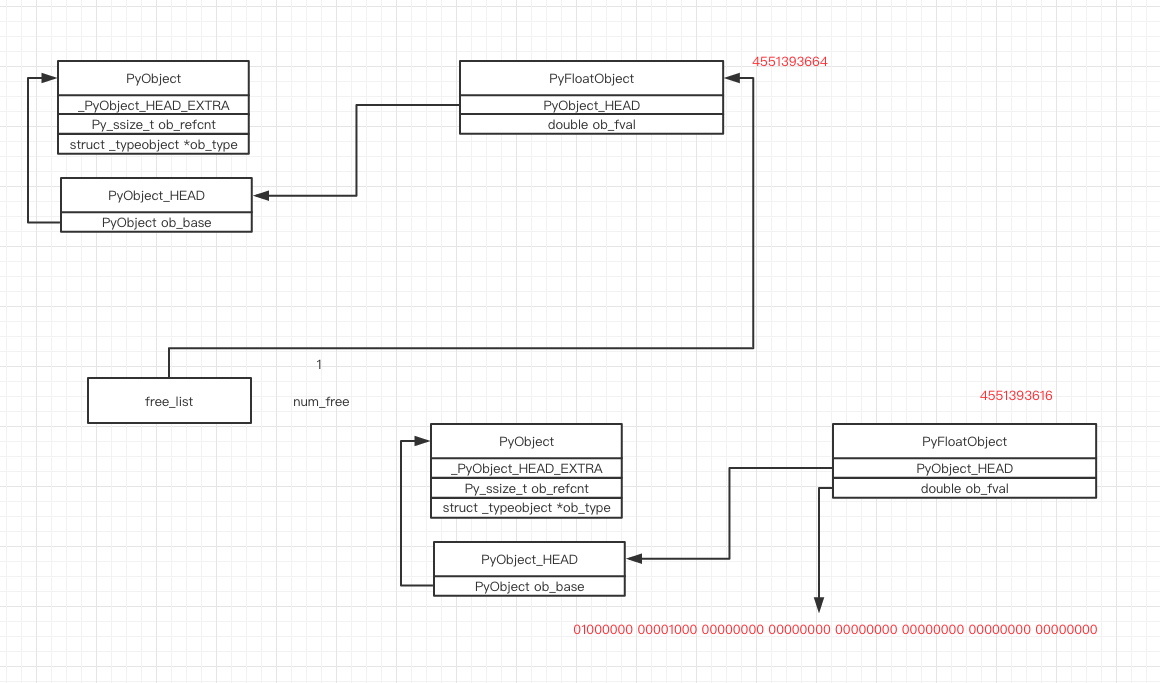 4551393664
PyObject
_PyObject_HEAD_EXTRA
Py_ssize_t ob_refcnt
struct _typeobject *ob_type
PyFloatObject
PyObject_HEAD
double ob_fval
PyObject_HEAD
PyObject ob_base
1
free_list
num_free
4551393616
PyObject
_PyObject_HEAD_EXTRA
Py_ssize_t ob_refcnt
struct _typeobject *ob_type
PyFloatObject
PyObject_HEAD
double ob_fval
PyObject_HEAD
PyObject ob_base
01000000 00001000 00000000 00000000 00000000 00000000 00000000 00000000